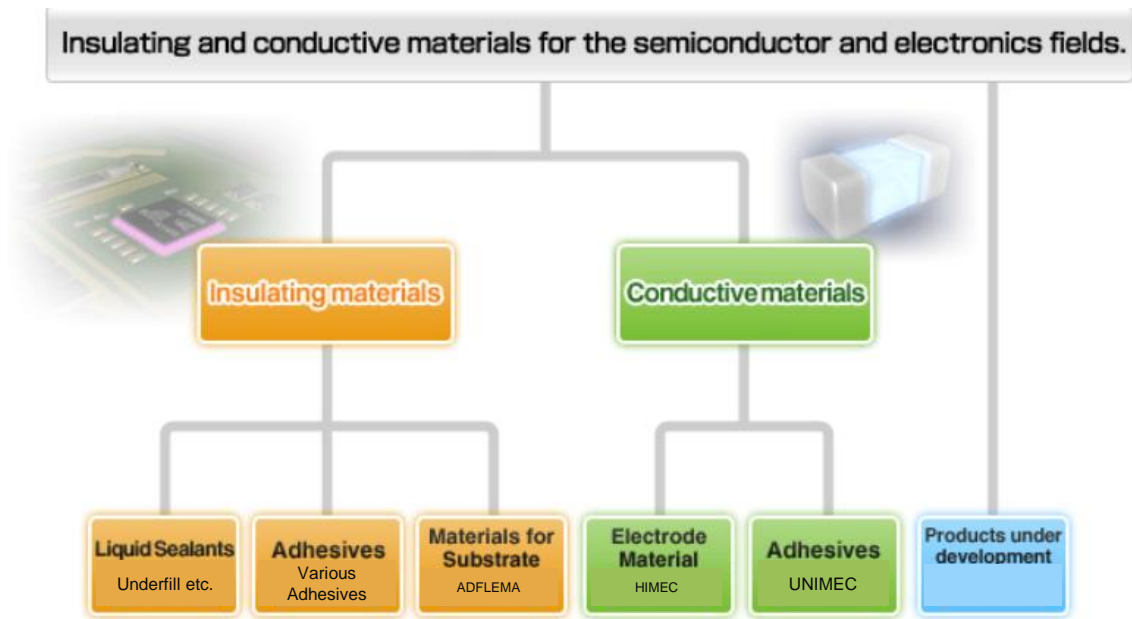 Insulating and conductive materials for the semiconductor and electronics fields.
Insulating materials
Conductive materials
Liquid Sealants
Underfill etc.
Adhesives
Various
Adhesives
Materials for
Substrate
ADFLEMA
Electrode
Material
HIMEC
Adhesives
UNIMEC
Products under
development